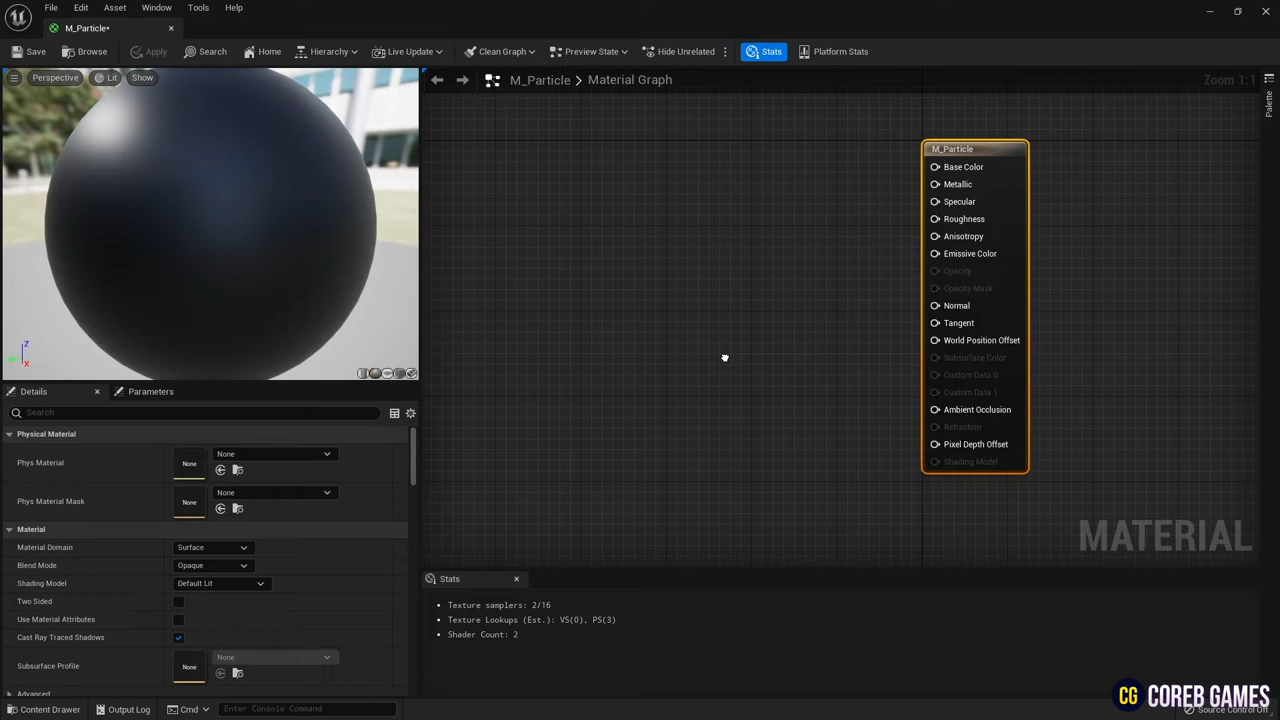 File Edit Asset Window Tools Help
M_Particle•
Save Browse Apply Search Home Hierarchy Live Update Clean Graph Preview State Hide Unrelated Stats Platform Stats
Perspective Lit Show
M_Particle > Material Graph
Zoom 1:1
Palette
M_Particle
Base Color
Metallic
Specular
Roughness
Anisotropy
Emissive Color
Opacity
Opacity Mask
Normal
Tangent
World Position Offset
Subsurface Color
Custom Data 0
Custom Data 1
Ambient Occlusion
Refraction
Pixel Depth Offset
Shading Model
MATERIAL
Z
X
Details Parameters
Search
Physical Material
Phys Material None None
Phys Material Mask None None
Material
Material Domain Surface
Blend Mode Opaque
Shading Model Default Lit
Two Sided
Use Material Attributes
Cast Ray Traced Shadows
Subsurface Profile None None
Advanced
Stats
Texture samplers: 2/16
Texture Lookups (Est.): VS(0), PS(3)
Shader Count: 2
Content Drawer Output Log Cmd Enter Console Command
Source Control Off
CG COREB GAMES